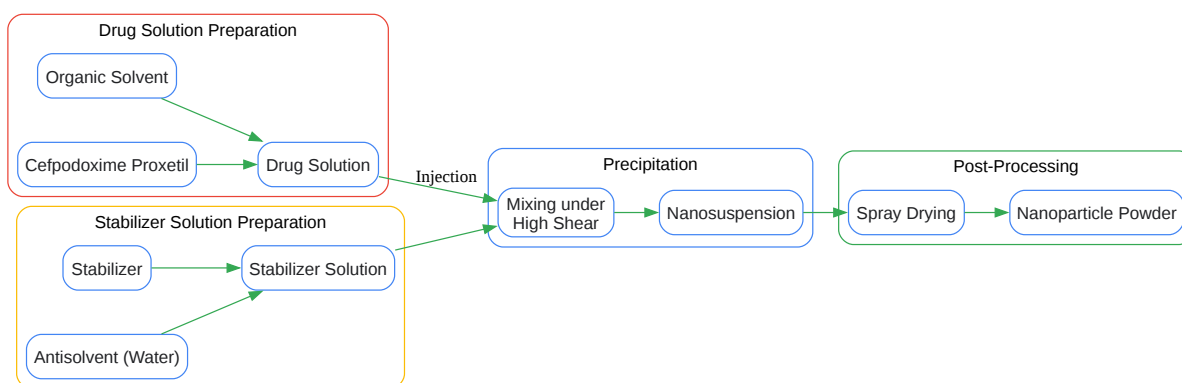 Drug Solution Preparation
Organic Solvent
Cefpodoxime Proxetil
Drug Solution
Injection
Stabilizer Solution Preparation
Stabilizer
Stabilizer Solution
Antisolvent (Water)
Precipitation
Mixing under
High Shear
Nanosuspension
Post-Processing
Spray Drying
Nanoparticle Powder